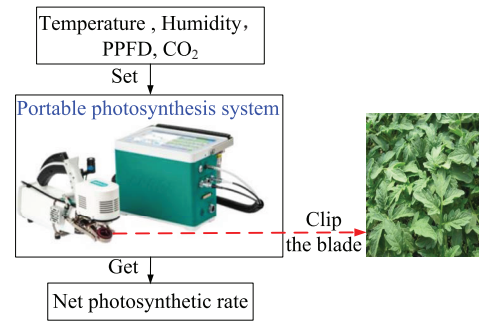 Temperature , Humidity，
PPFD, CO₂
Set
Portable photosynthesis system
Clip
the blade
Get
Net photosynthetic rate